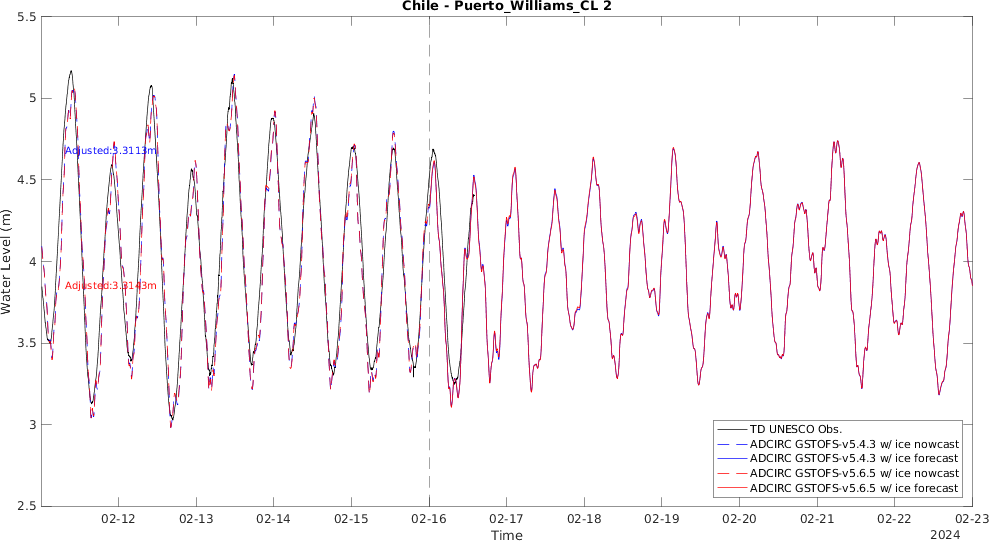 Chile - Puerto_Williams_CL 2
5.5
5
4.5
4
3.5
3
2.5
Water Level (m)
Adjusted:3.3113m
Adjusted:3.3143m
TD UNESCO Obs.
ADCIRC GSTOFS-v5.4.3 w/ ice nowcast
ADCIRC GSTOFS-v5.4.3 w/ ice forecast
ADCIRC GSTOFS-v5.6.5 w/ ice nowcast
ADCIRC GSTOFS-v5.6.5 w/ ice forecast
02-12 02-13 02-14 02-15 02-16 02-17 02-18 02-19 02-20 02-21 02-22 02-23
Time
2024